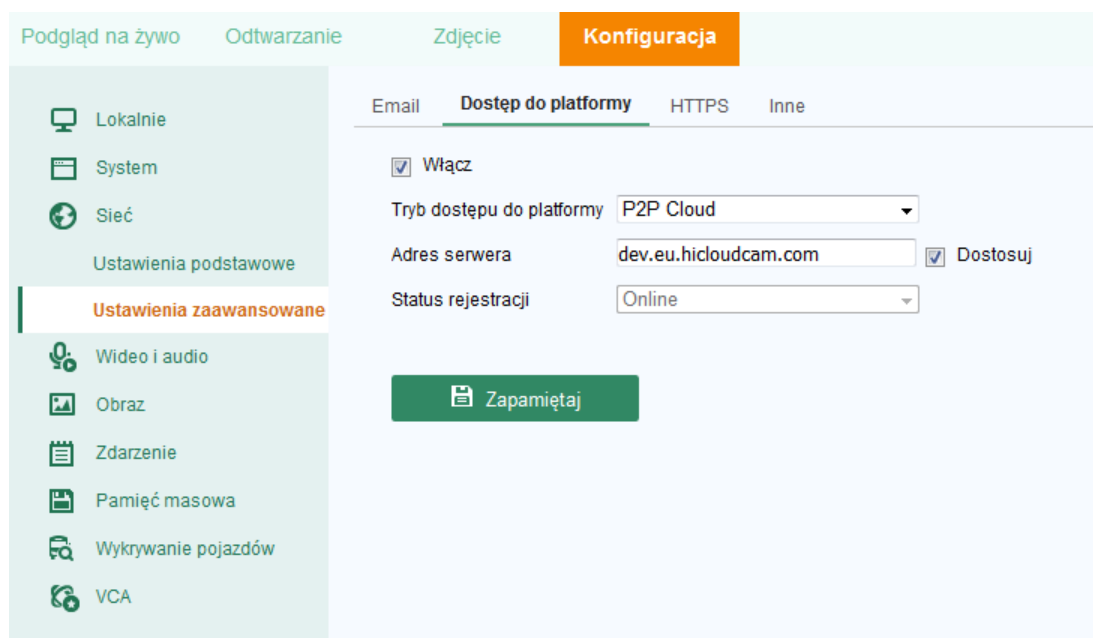 Podgląd na żywo Odtwarzanie Zdjęcie Konfiguracja
Email Dostęp do platformy HTTPS Inne
Lokalnie
System
Sieć
Ustawienia podstawowe
Ustawienia zaawansowane
Wideo i audio
Obraz
Zdarzenie
Pamięć masowa
Wykrywanie pojazdów
VCA
Włącz
Tryb dostępu do platformy P2P Cloud
Adres serwera dev.eu.hicloudcam.com Dostosuj
Status rejestracji Online
Zapamiętaj